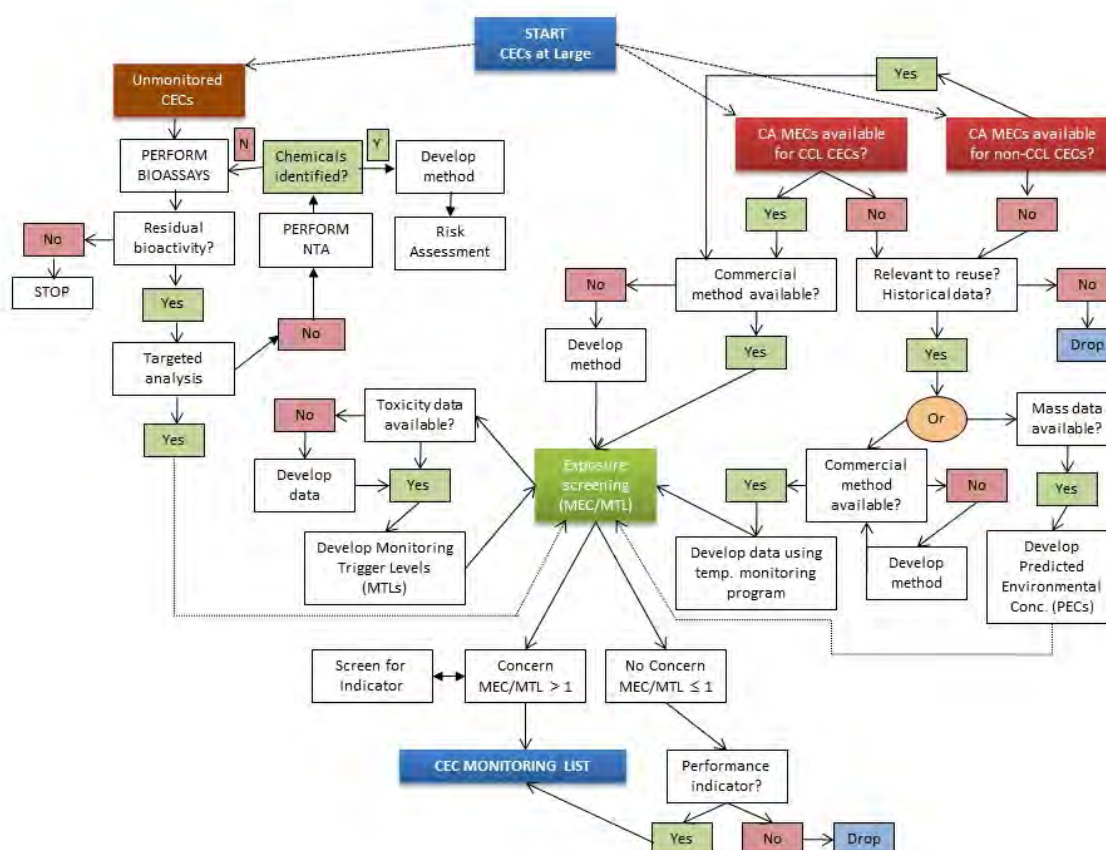 START
CECs at Large
Unmonitored
CECs
Yes
CA MECs available
for CCL CECs?
CA MECs available
for non-CCL CECs?
N
Y
PERFORM
BIOASSAYS
Chemicals
identified?
Develop
method
Yes
No
No
No
Residual
bioactivity?
PERFORM
NTA
Risk
Assessment
STOP
No
Commercial
method available?
Relevant to reuse?
Historical data?
No
Yes
No
Develop
method
Yes
Yes
Drop
Targeted
analysis
Yes
No
Toxicity data
available?
Or
Mass data
available?
Develop
data
Yes
Exposure
screening
(MEC/MTL)
Yes
Commercial
method
available?
No
Yes
Develop Monitoring
Trigger Levels
(MTLs)
Develop data using
temp. monitoring
program
Develop
method
Develop
Predicted
Environmental
Conc. (PECs)
Screen for
Indicator
Concern
MEC/MTL > 1
No Concern
MEC/MTL ≤ 1
CEC MONITORING LIST
Performance
indicator?
Yes
No
Drop